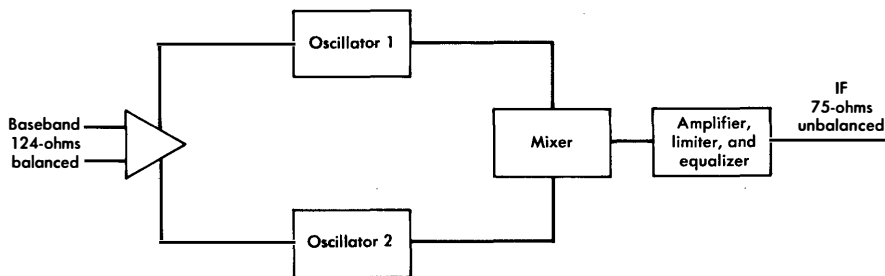 Oscillator 1
Baseband
124-ohms
balanced
Mixer
Amplifier,
limiter, and
equalizer
IF
75-ohms
unbalanced
Oscillator 2